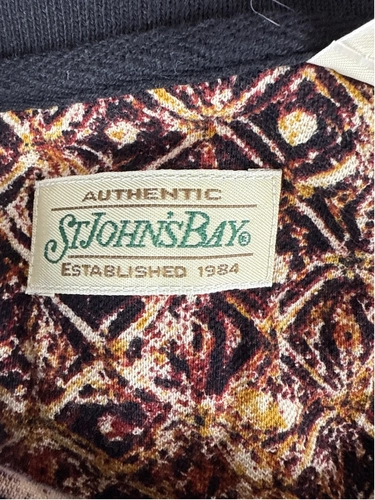 AUTHENTIC
ST JOHN'S BAY®
ESTABLISHED 1984